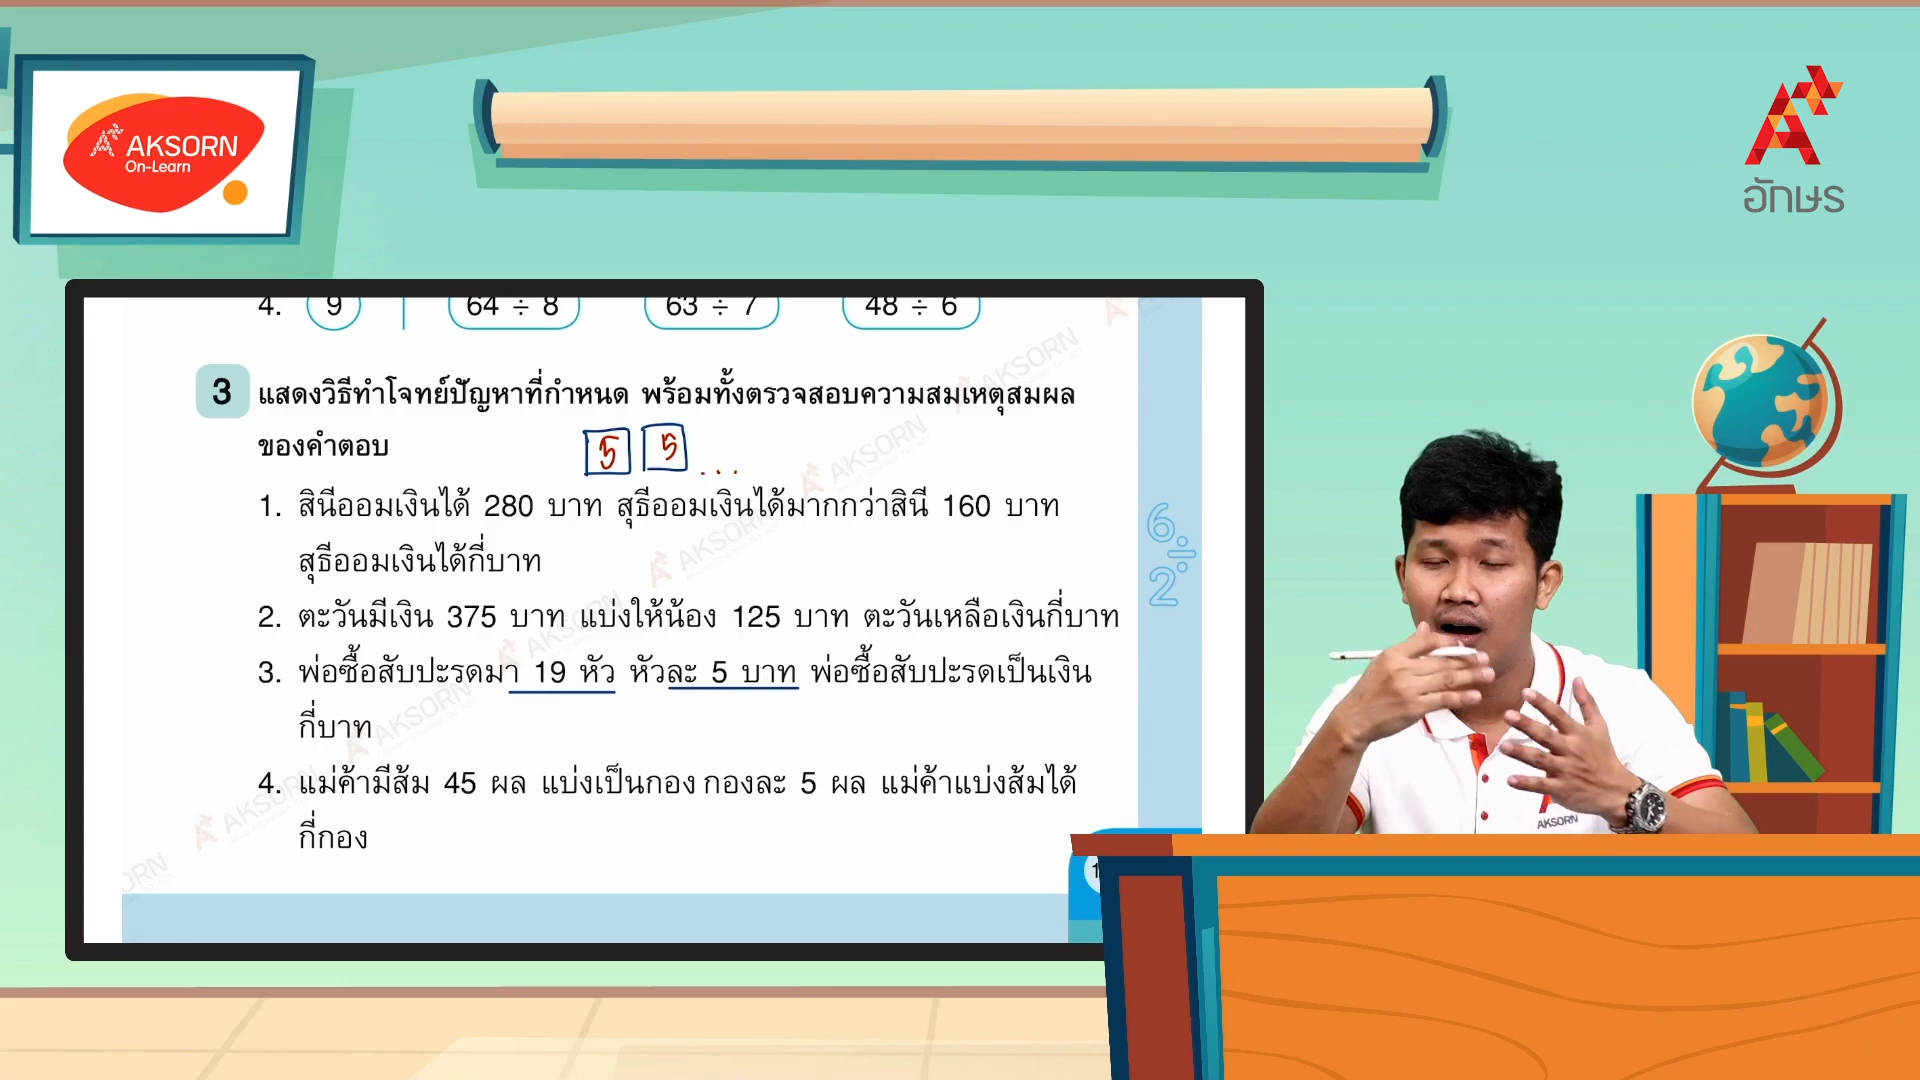 AKSORN
On-Learn
อักษร
4. 9 64 ÷ 8 63 ÷ 7 48 ÷ 6
3 แสดงวิธีทำโจทย์ปัญหาที่กำหนด พร้อมทั้งตรวจสอบความสมเหตุสมผล
ของคำตอบ
5 5 ...
1. สินีออมเงินได้ 280 บาท สุธีออมเงินได้มากกว่าสินี 160 บาท
สุธีออมเงินได้กี่บาท
2. ตะวันมีเงิน 375 บาท แบ่งให้น้อง 125 บาท ตะวันเหลือเงินกี่บาท
3. พ่อซื้อสับปะรดมา 19 หัว หัวละ 5 บาท พ่อซื้อสับปะรดเป็นเงิน
กี่บาท
4. แม่ค้ามีส้ม 45 ผล แบ่งเป็นกอง กองละ 5 ผล แม่ค้าแบ่งส้มได้
กี่กอง
6 ÷ 2
AKSORN